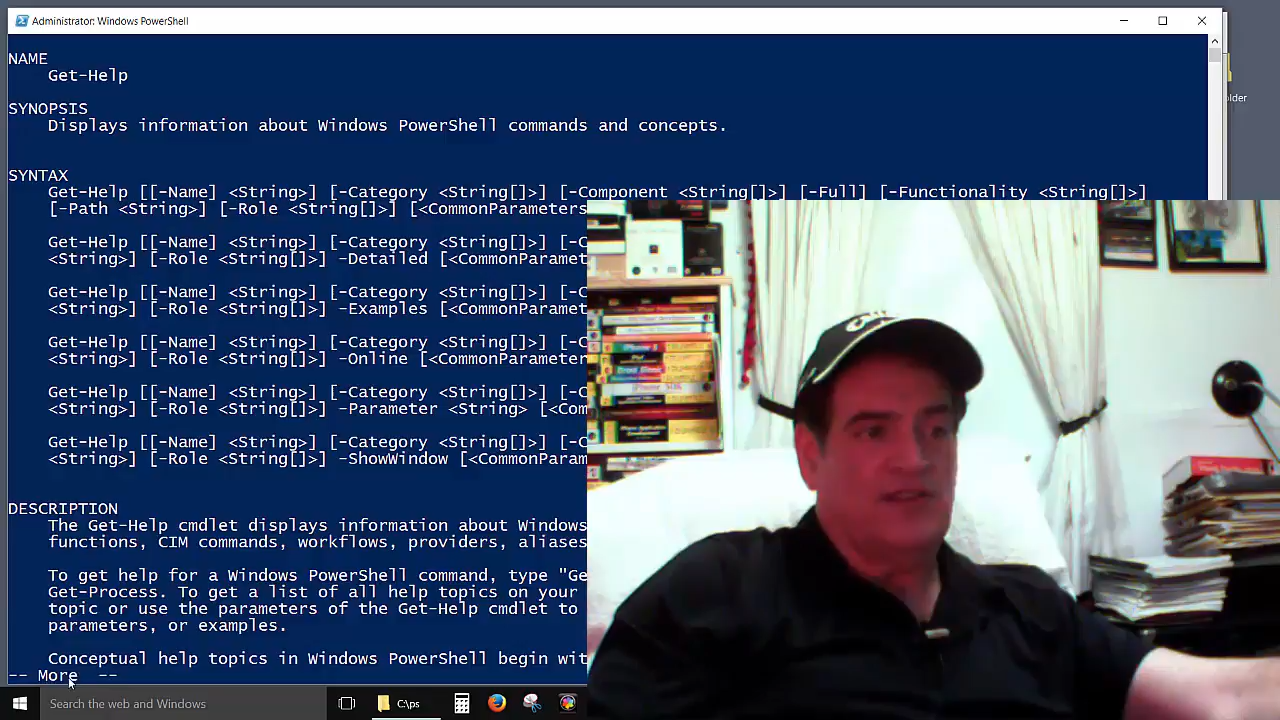 Administrator: Windows PowerShell
NAME
Get-Help
SYNOPSIS
Displays information about Windows PowerShell commands and concepts.
SYNTAX
Get-Help [[-Name] <String>] [-Category <String[]>] [-Component <String[]>] [-Full] [-Functionality <String[]>]
[-Path <String>] [-Role <String[]>] [<CommonParameters
Get-Help [[-Name] <String>] [-Category <String[]>] [-C
<String>] [-Role <String[]>] -Detailed [<CommonParamet
Get-Help [[-Name] <String>] [-Category <String[]>] [-C
<String>] [-Role <String[]>] -Examples [<CommonParamet
Get-Help [[-Name] <String>] [-Category <String[]>] [-C
<String>] [-Role <String[]>] -Online [<CommonParameter
Get-Help [[-Name] <String>] [-Category <String[]>] [-C
<String>] [-Role <String[]>] -Parameter <String> [<Com
Get-Help [[-Name] <String>] [-Category <String[]>] [-C
<String>] [-Role <String[]>] -ShowWindow [<CommonParam
DESCRIPTION
The Get-Help cmdlet displays information about Windows
functions, CIM commands, workflows, providers, aliases
To get help for a Windows PowerShell command, type "Ge
Get-Process. To get a list of all help topics on your
topic or use the parameters of the Get-Help cmdlet to
parameters, or examples.
Conceptual help topics in Windows PowerShell begin wit
-- More --
older
Search the web and Windows
C:\ps